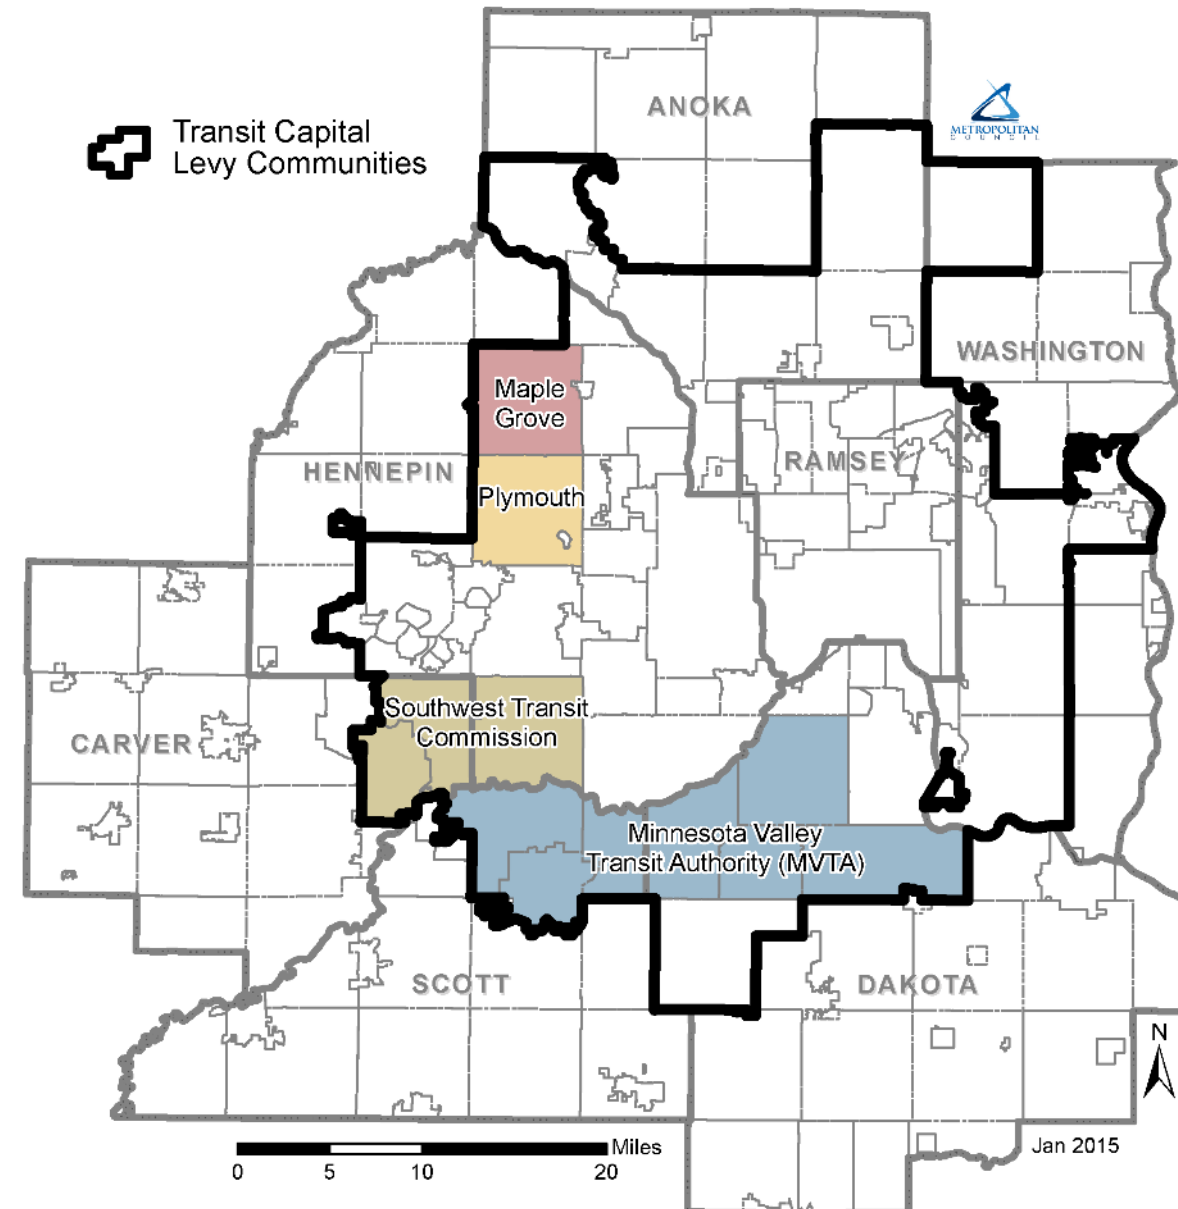 ANOKA
METROPOLITAN
COUNCIL
Transit Capital
Levy Communities
WASHINGTON
Maple
Grove
HENNEPIN
RAMSEY
Plymouth
Southwest Transit
Commission
CARVER
Minnesota Valley
Transit Authority (MVTA)
SCOTT
DAKOTA
N
Miles
0 5 10 20
Jan 2015